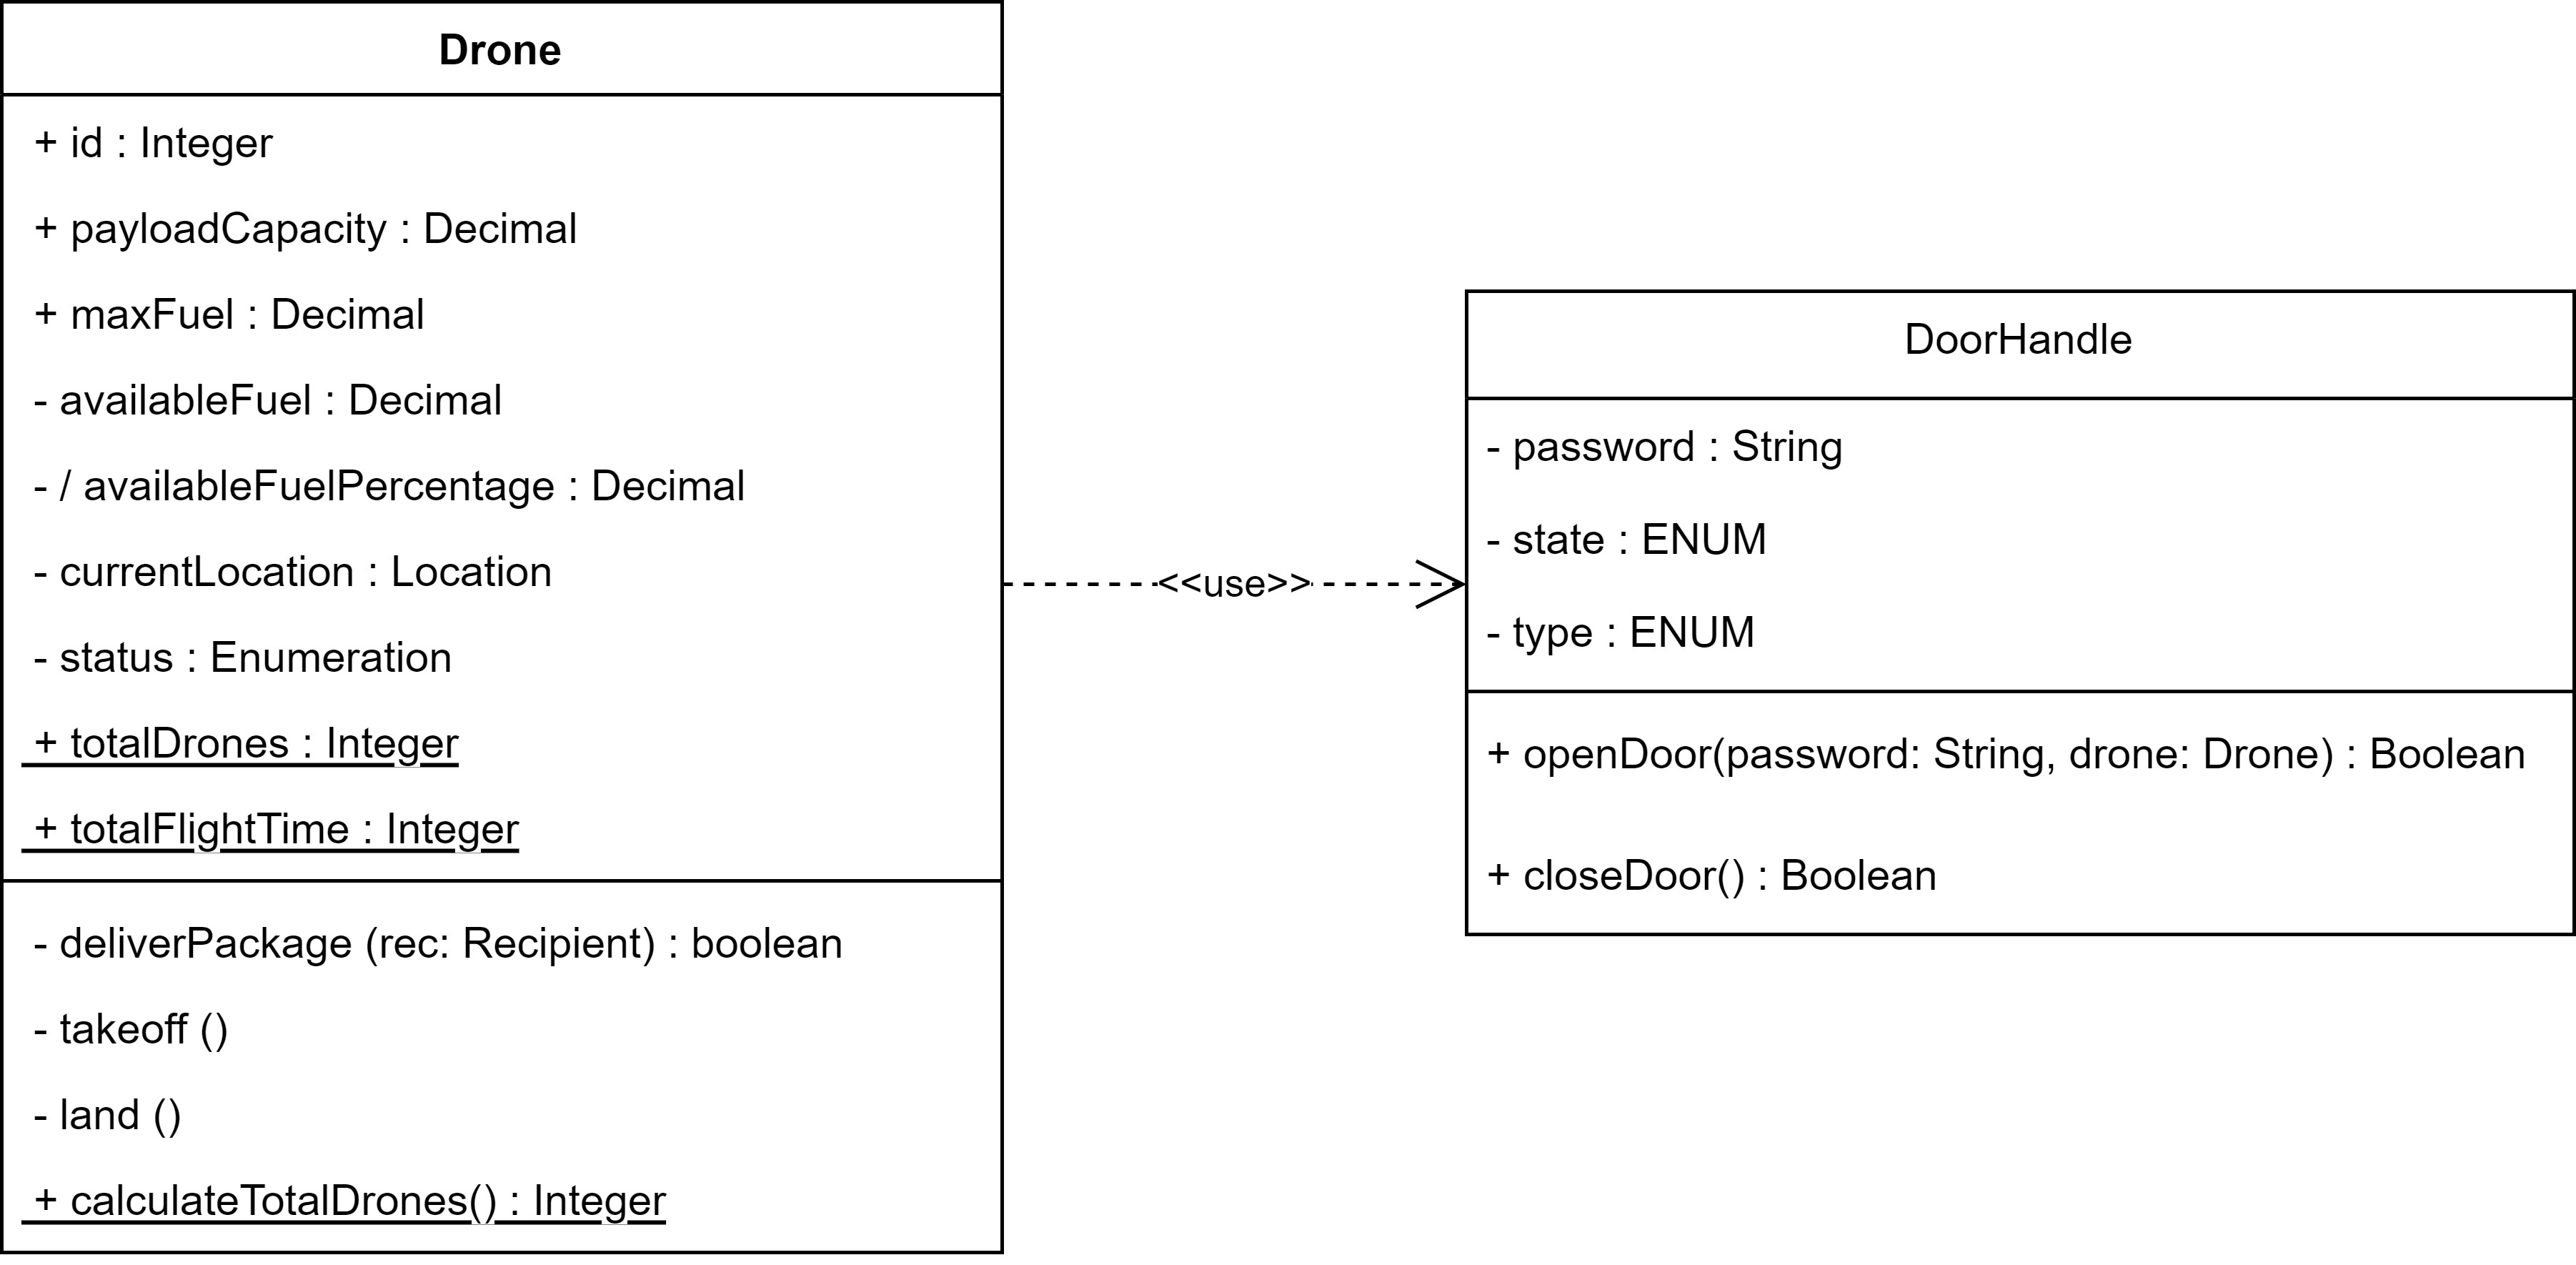 Drone
+ id : Integer
+ payloadCapacity : Decimal
+ maxFuel : Decimal
- availableFuel : Decimal
- / availableFuelPercentage : Decimal
- currentLocation : Location
- status : Enumeration
+ totalDrones : Integer
+ totalFlightTime : Integer
- deliverPackage (rec: Recipient) : boolean
- takeoff ()
- land ()
+ calculateTotalDrones() : Integer
<<use>>
DoorHandle
- password : String
- state : ENUM
- type : ENUM
+ openDoor(password: String, drone: Drone) : Boolean
+ closeDoor() : Boolean